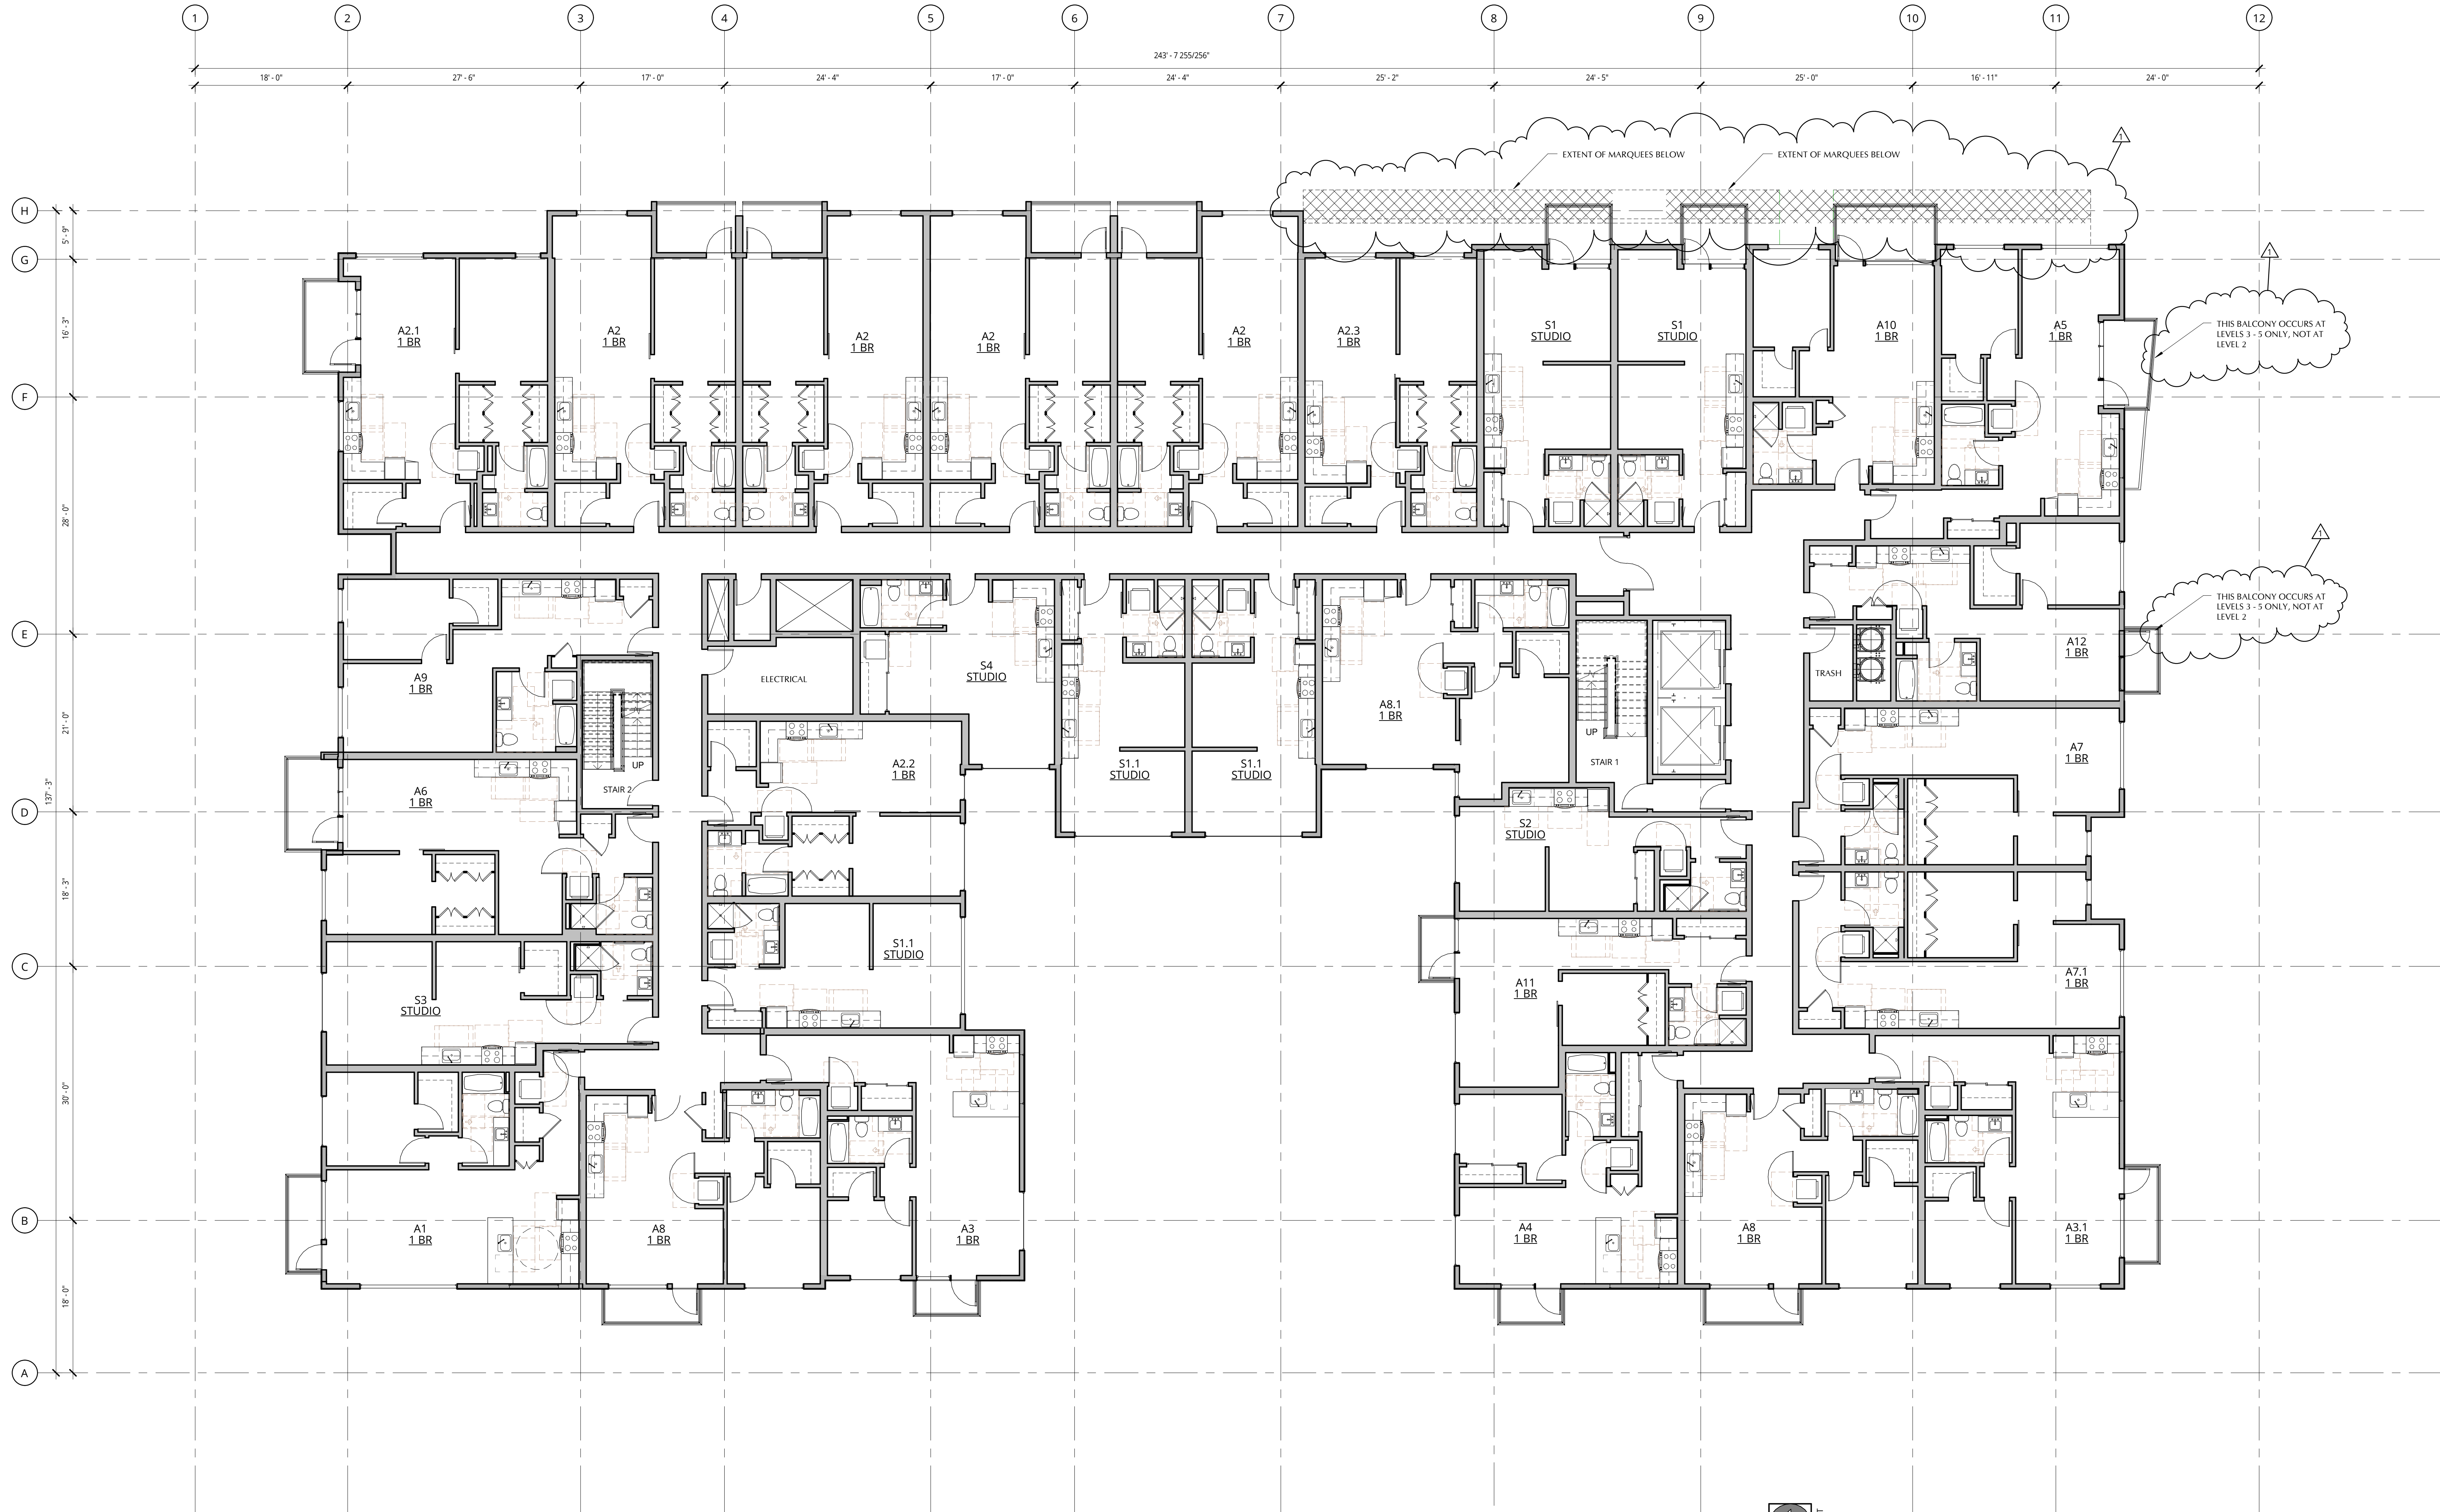 1 2 3 4 5 6 7 8 9 10 11 12
243' - 7 255/256"
18' - 0" 27' - 6" 17' - 0" 24' - 4" 17' - 0" 24' - 4" 25' - 2" 24' - 5" 25' - 0" 16' - 11" 24' - 0"
1
EXTENT OF MARQUEES BELOW
EXTENT OF MARQUEES BELOW
H
5' - 9"
G
1
16' - 3"
A2.1
1 BR
A2
1 BR
A2
1 BR
A2
1 BR
A2
1 BR
A2.3
1 BR
S1
STUDIO
S1
STUDIO
A10
1 BR
A5
1 BR
THIS BALCONY OCCURS AT
LEVELS 3 - 5 ONLY, NOT AT
LEVEL 2
F
28' - 0"
1
THIS BALCONY OCCURS AT
LEVELS 3 - 5 ONLY, NOT AT
LEVEL 2
E
A9
1 BR
ELECTRICAL
S4
STUDIO
A8.1
1 BR
TRASH
A12
1 BR
21' - 0"
UP
STAIR 1
UP
STAIR 2
A2.2
1 BR
S1.1
STUDIO
S1.1
STUDIO
A7
1 BR
137' - 3"
A6
1 BR
D
S2
STUDIO
18' - 3"
S1.1
STUDIO
C
S3
STUDIO
A11
1 BR
A7.1
1 BR
30' - 0"
B
A1
1 BR
A8
1 BR
A3
1 BR
A4
1 BR
A8
1 BR
A3.1
1 BR
18' - 0"
A